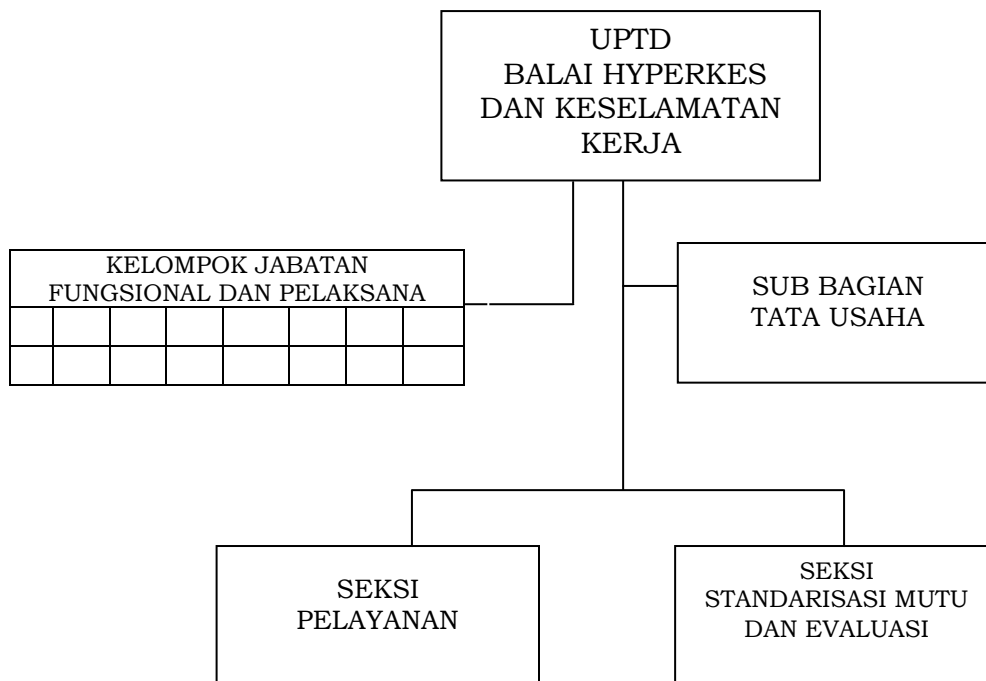 UPTD
BALAI HYPERKES
DAN KESELAMATAN
KERJA
KELOMPOK JABATAN
FUNGSIONAL DAN PELAKSANA
SUB BAGIAN
TATA USAHA
SEKSI
PELAYANAN
SEKSI
STANDARISASI MUTU
DAN EVALUASI